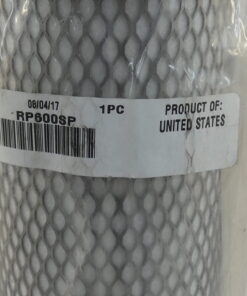 08/04/17 1PC PRODUCT OF:
RP600SP UNITED STATES